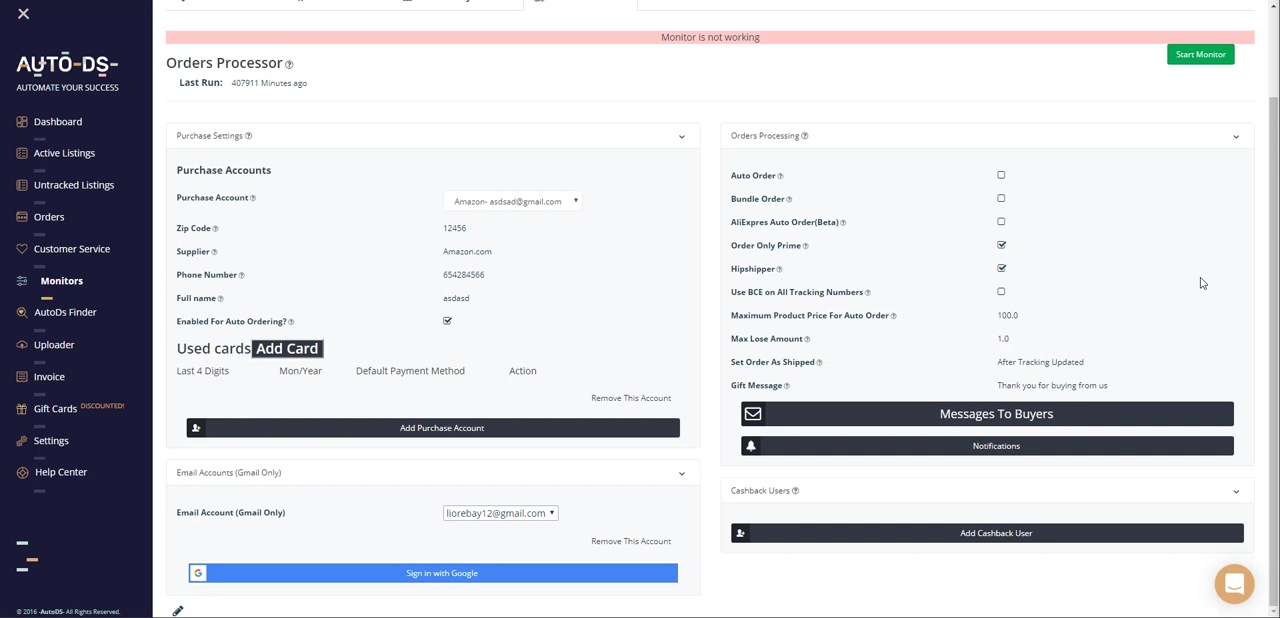 AUTO-DS-
AUTOMATE YOUR SUCCESS
Dashboard
Active Listings
Untracked Listings
Orders
Customer Service
Monitors
AutoDs Finder
Uploader
Invoice
Gift Cards DISCOUNTED!
Settings
Help Center
© 2016 -AutoDS- All Rights Reserved.
Monitor is not working
Orders Processor
Start Monitor
Last Run: 407911 Minutes ago
Purchase Settings
Purchase Accounts
Purchase Account Amazon- asdsad@gmail.com
Zip Code 12456
Supplier Amazon.com
Phone Number 654284566
Full name asdasd
Enabled For Auto Ordering?
Used cards Add Card
Last 4 Digits Mon/Year Default Payment Method Action
Remove This Account
Add Purchase Account
Email Accounts (Gmail Only)
Email Account (Gmail Only) liorebay12@gmail.com
Remove This Account
G Sign in with Google
Orders Processing
Auto Order
Bundle Order
AliExpres Auto Order(Beta)
Order Only Prime
Hipshipper
Use BCE on All Tracking Numbers
Maximum Product Price For Auto Order 100.0
Max Lose Amount 1.0
Set Order As Shipped After Tracking Updated
Gift Message Thank you for buying from us
Messages To Buyers
Notifications
Cashback Users
Add Cashback User